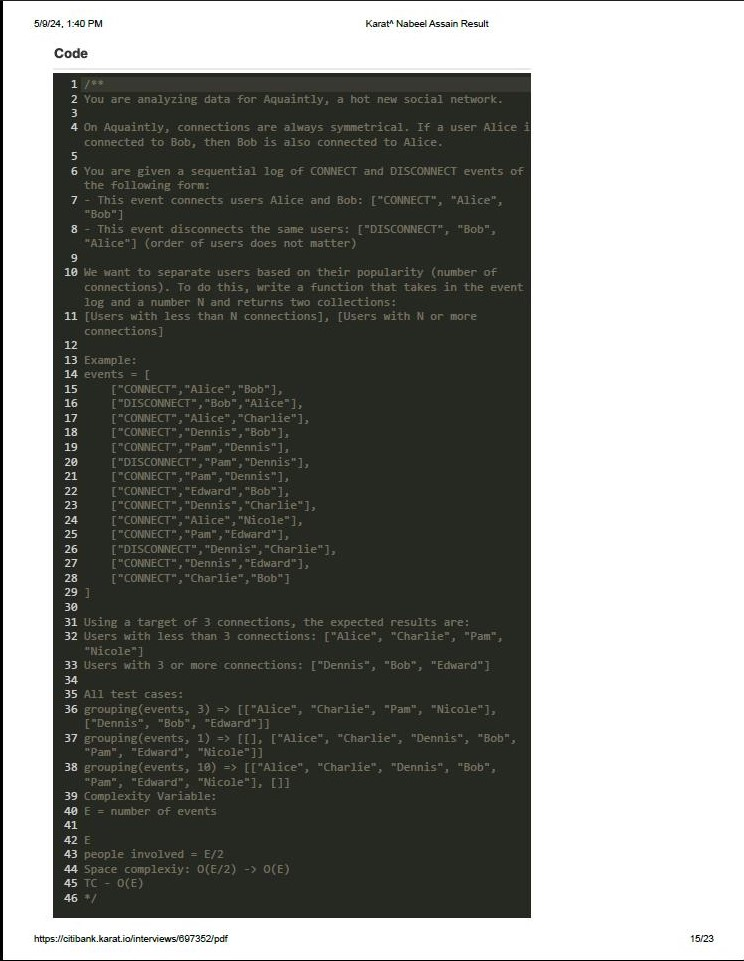 5/9/24, 1:40 PM
Karat^ Nabeel Assain Result
Code
1 /**
2 You are analyzing data for Aquaintly, a hot new social network.
3
4 On Aquaintly, connections are always symmetrical. If a user Alice i
connected to Bob, then Bob is also connected to Alice.
5
6 You are given a sequential log of CONNECT and DISCONNECT events of
the following form:
7 - This event connects users Alice and Bob: ["CONNECT", "Alice",
"Bob"]
8 - This event disconnects the same users: ["DISCONNECT", "Bob",
"Alice"] (order of users does not matter)
9
10 We want to separate users based on their popularity (number of
connections). To do this, write a function that takes in the event
log and a number N and returns two collections:
11 [Users with less than N connections], [Users with N or more
connections]
12
13 Example:
14 events = [
15 ["CONNECT","Alice","Bob"],
16 ["DISCONNECT","Bob","Alice"],
17 ["CONNECT","Alice","Charlie"],
18 ["CONNECT","Dennis","Bob"],
19 ["CONNECT","Pam","Dennis"],
20 ["DISCONNECT","Pam","Dennis"],
21 ["CONNECT","Pam","Dennis"],
22 ["CONNECT","Edward","Bob"],
23 ["CONNECT","Dennis","Charlie"],
24 ["CONNECT","Alice","Nicole"],
25 ["CONNECT","Pam","Edward"],
26 ["DISCONNECT","Dennis","Charlie"],
27 ["CONNECT","Dennis","Edward"],
28 ["CONNECT","Charlie","Bob"]
29 ]
30
31 Using a target of 3 connections, the expected results are:
32 Users with less than 3 connections: ["Alice", "Charlie", "Pam",
"Nicole"]
33 Users with 3 or more connections: ["Dennis", "Bob", "Edward"]
34
35 All test cases:
36 grouping(events, 3) => [["Alice", "Charlie", "Pam", "Nicole"],
["Dennis", "Bob", "Edward"]]
37 grouping(events, 1) => [[], ["Alice", "Charlie", "Dennis", "Bob",
"Pam", "Edward", "Nicole"]]
38 grouping(events, 10) => [["Alice", "Charlie", "Dennis", "Bob",
"Pam", "Edward", "Nicole"], []]
39 Complexity Variable:
40 E = number of events
41
42 E
43 people involved = E/2
44 Space complexiy: O(E/2) -> O(E)
45 TC - O(E)
46 */
https://citibank.karat.io/interviews/697352/pdf
15/23